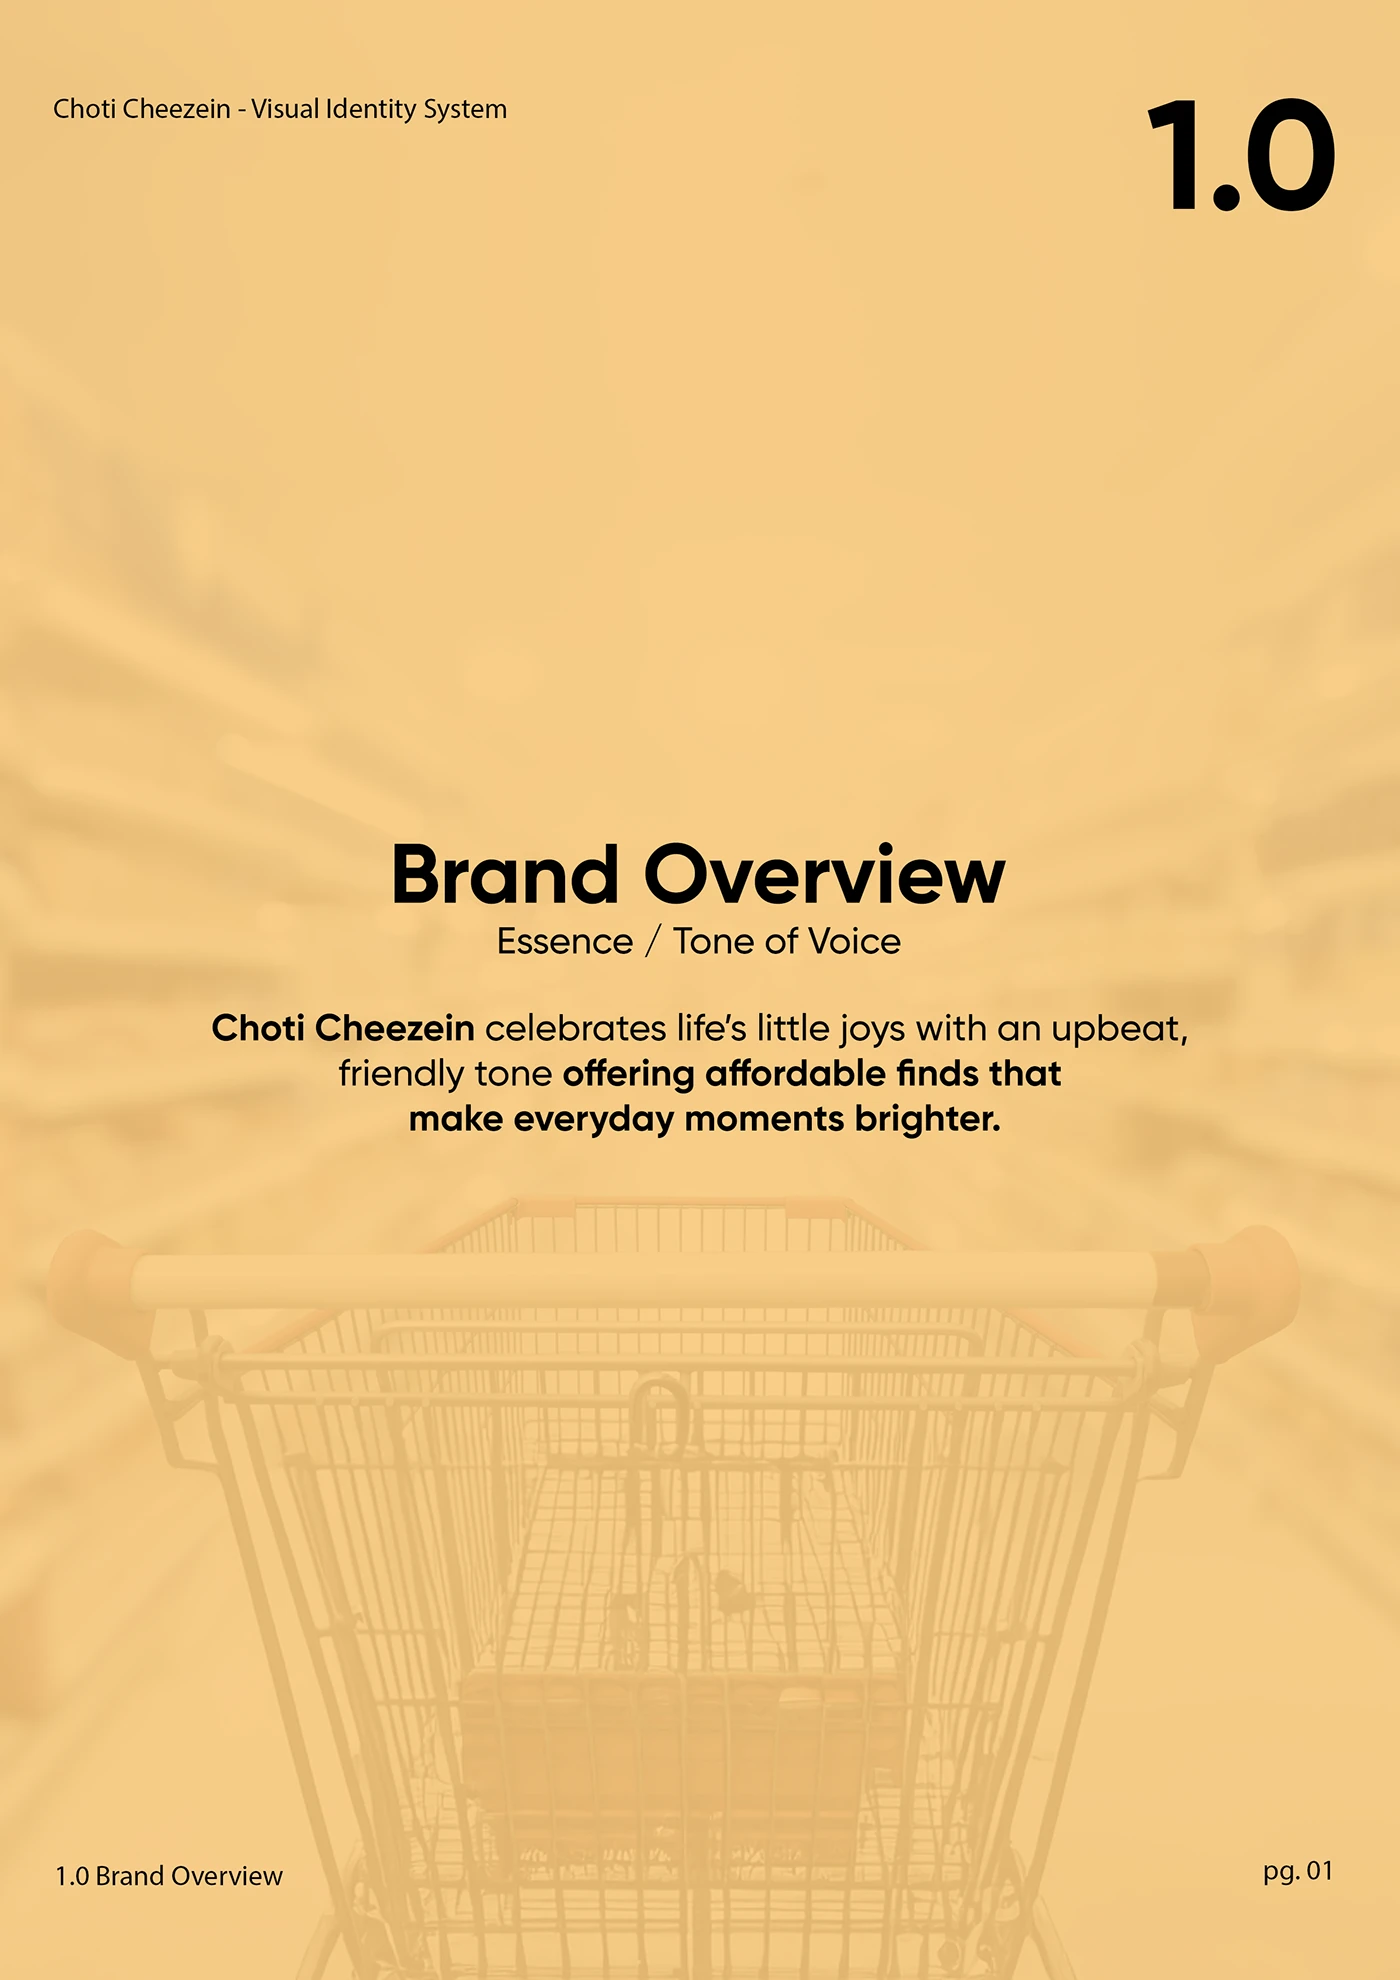 Choti Cheezein - Visual Identity System
1.0
Brand Overview
Essence / Tone of Voice
Choti Cheezein celebrates life’s little joys with an upbeat,
friendly tone offering affordable finds that
make everyday moments brighter.
1.0 Brand Overview
pg. 01